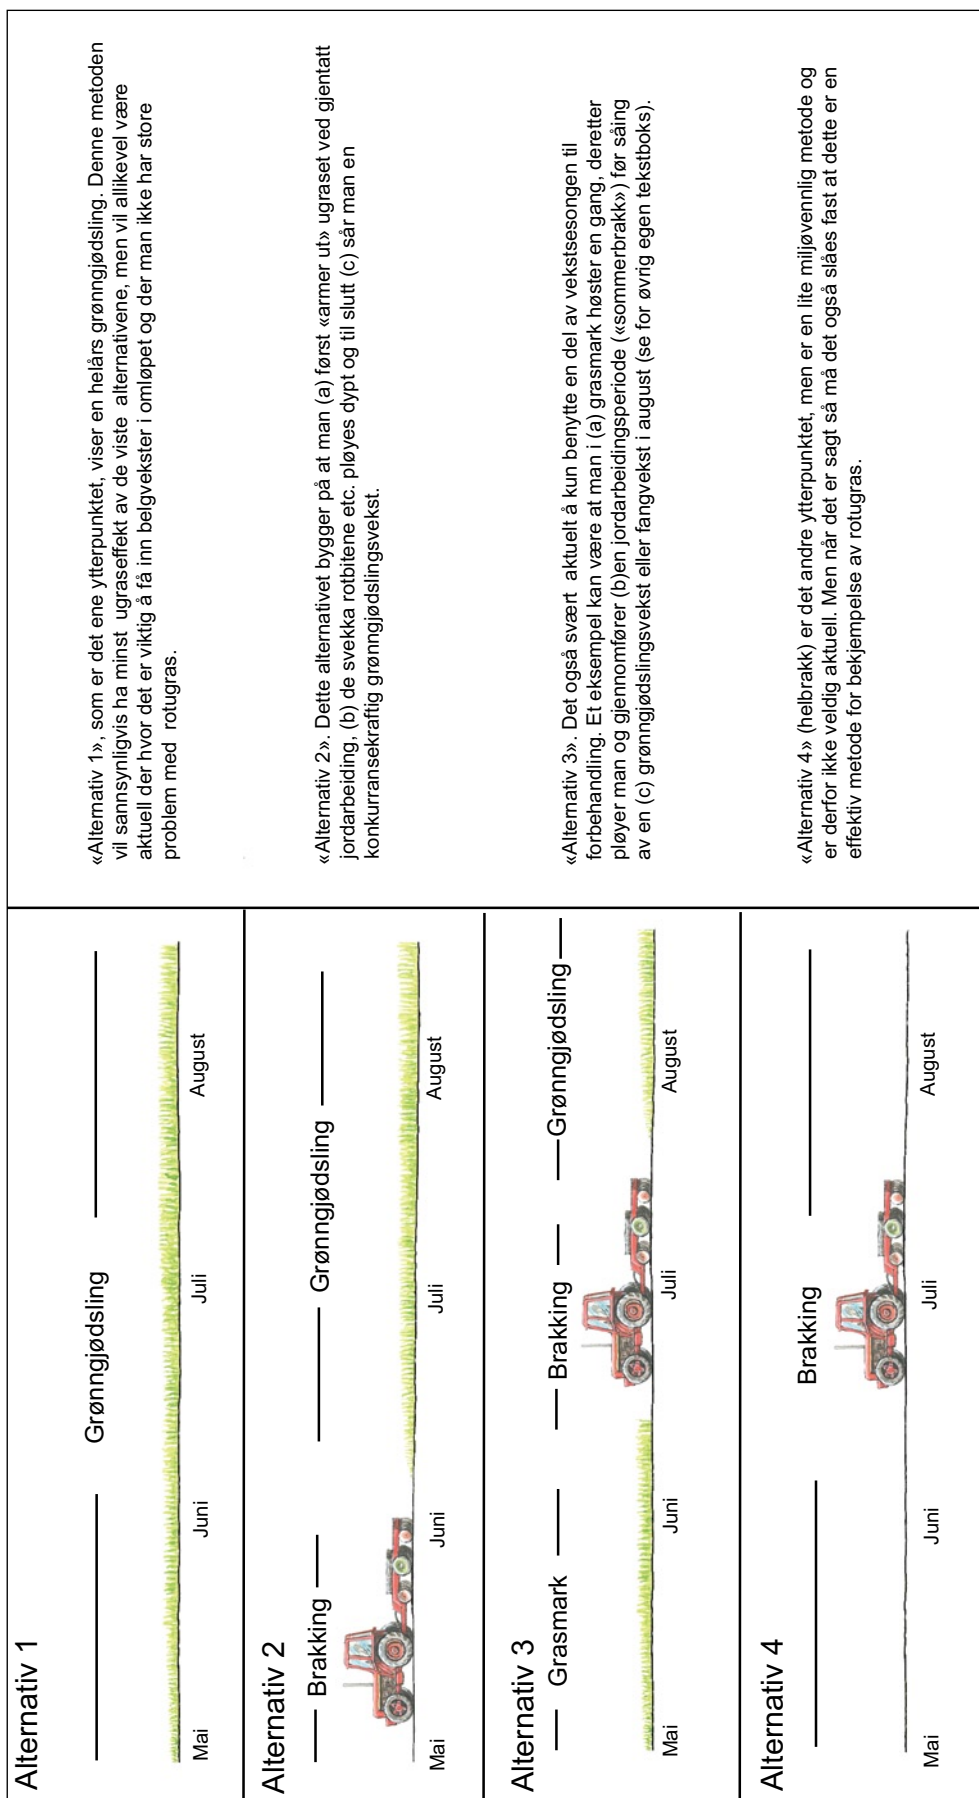 Alternativ 1
Grønngjødsling
Mai Juni Juli August
«Alternativ 1», som er det ene ytterpunktet, viser en helårs grønngjødsling. Denne metoden
vil sannsynligvis ha minst ugraseffekt av de viste alternativene, men vil allikevel være
aktuell der hvor det er viktig å få inn belgvekster i omløpet og der man ikke har store
problem med rotugras.
Alternativ 2
Brakking Grønngjødsling
Mai Juni Juli August
«Alternativ 2». Dette alternativet bygger på at man (a) først «armer ut» ugraset ved gjentatt
jordarbeiding, (b) de svekka rotbitene etc. pløyes dypt og til slutt (c) sår man en
konkurransekraftig grønngjødslingsvekst.
Alternativ 3
Grasmark Brakking Grønngjødsling
Mai Juni Juli August
«Alternativ 3». Det også svært aktuelt å kun benytte en del av vekstsesongen til
forbehandling. Et eksempel kan være at man i (a) grasmark høster en gang, deretter
pløyer man og gjennomfører (b)en jordarbeidingsperiode («sommerbrakk») før såing
av en (c) grønngjødslingsvekst eller fangvekst i august (se for øvrig egen tekstboks).
Alternativ 4
Brakking
Mai Juni Juli August
«Alternativ 4» (helbrakk) er det andre ytterpunktet, men er en lite miljøvennlig metode og
er derfor ikke veldig aktuell. Men når det er sagt så må det også slåes fast at dette er en
effektiv metode for bekjempelse av rotugras.